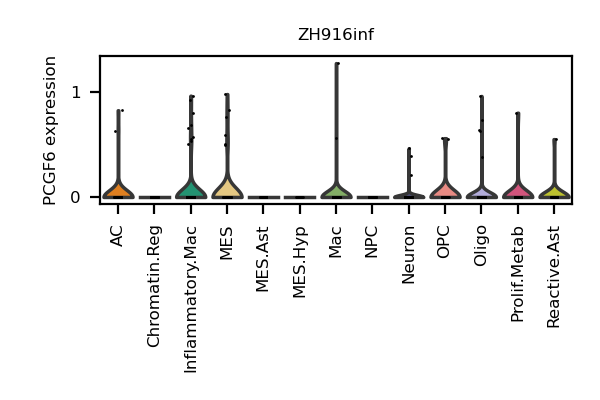 ZH916inf
PCGF6 expression
1
0
AC
Chromatin.Reg
Inflammatory.Mac
MES
MES.Ast
MES.Hyp
Mac
NPC
Neuron
OPC
Oligo
Prolif.Metab
Reactive.Ast